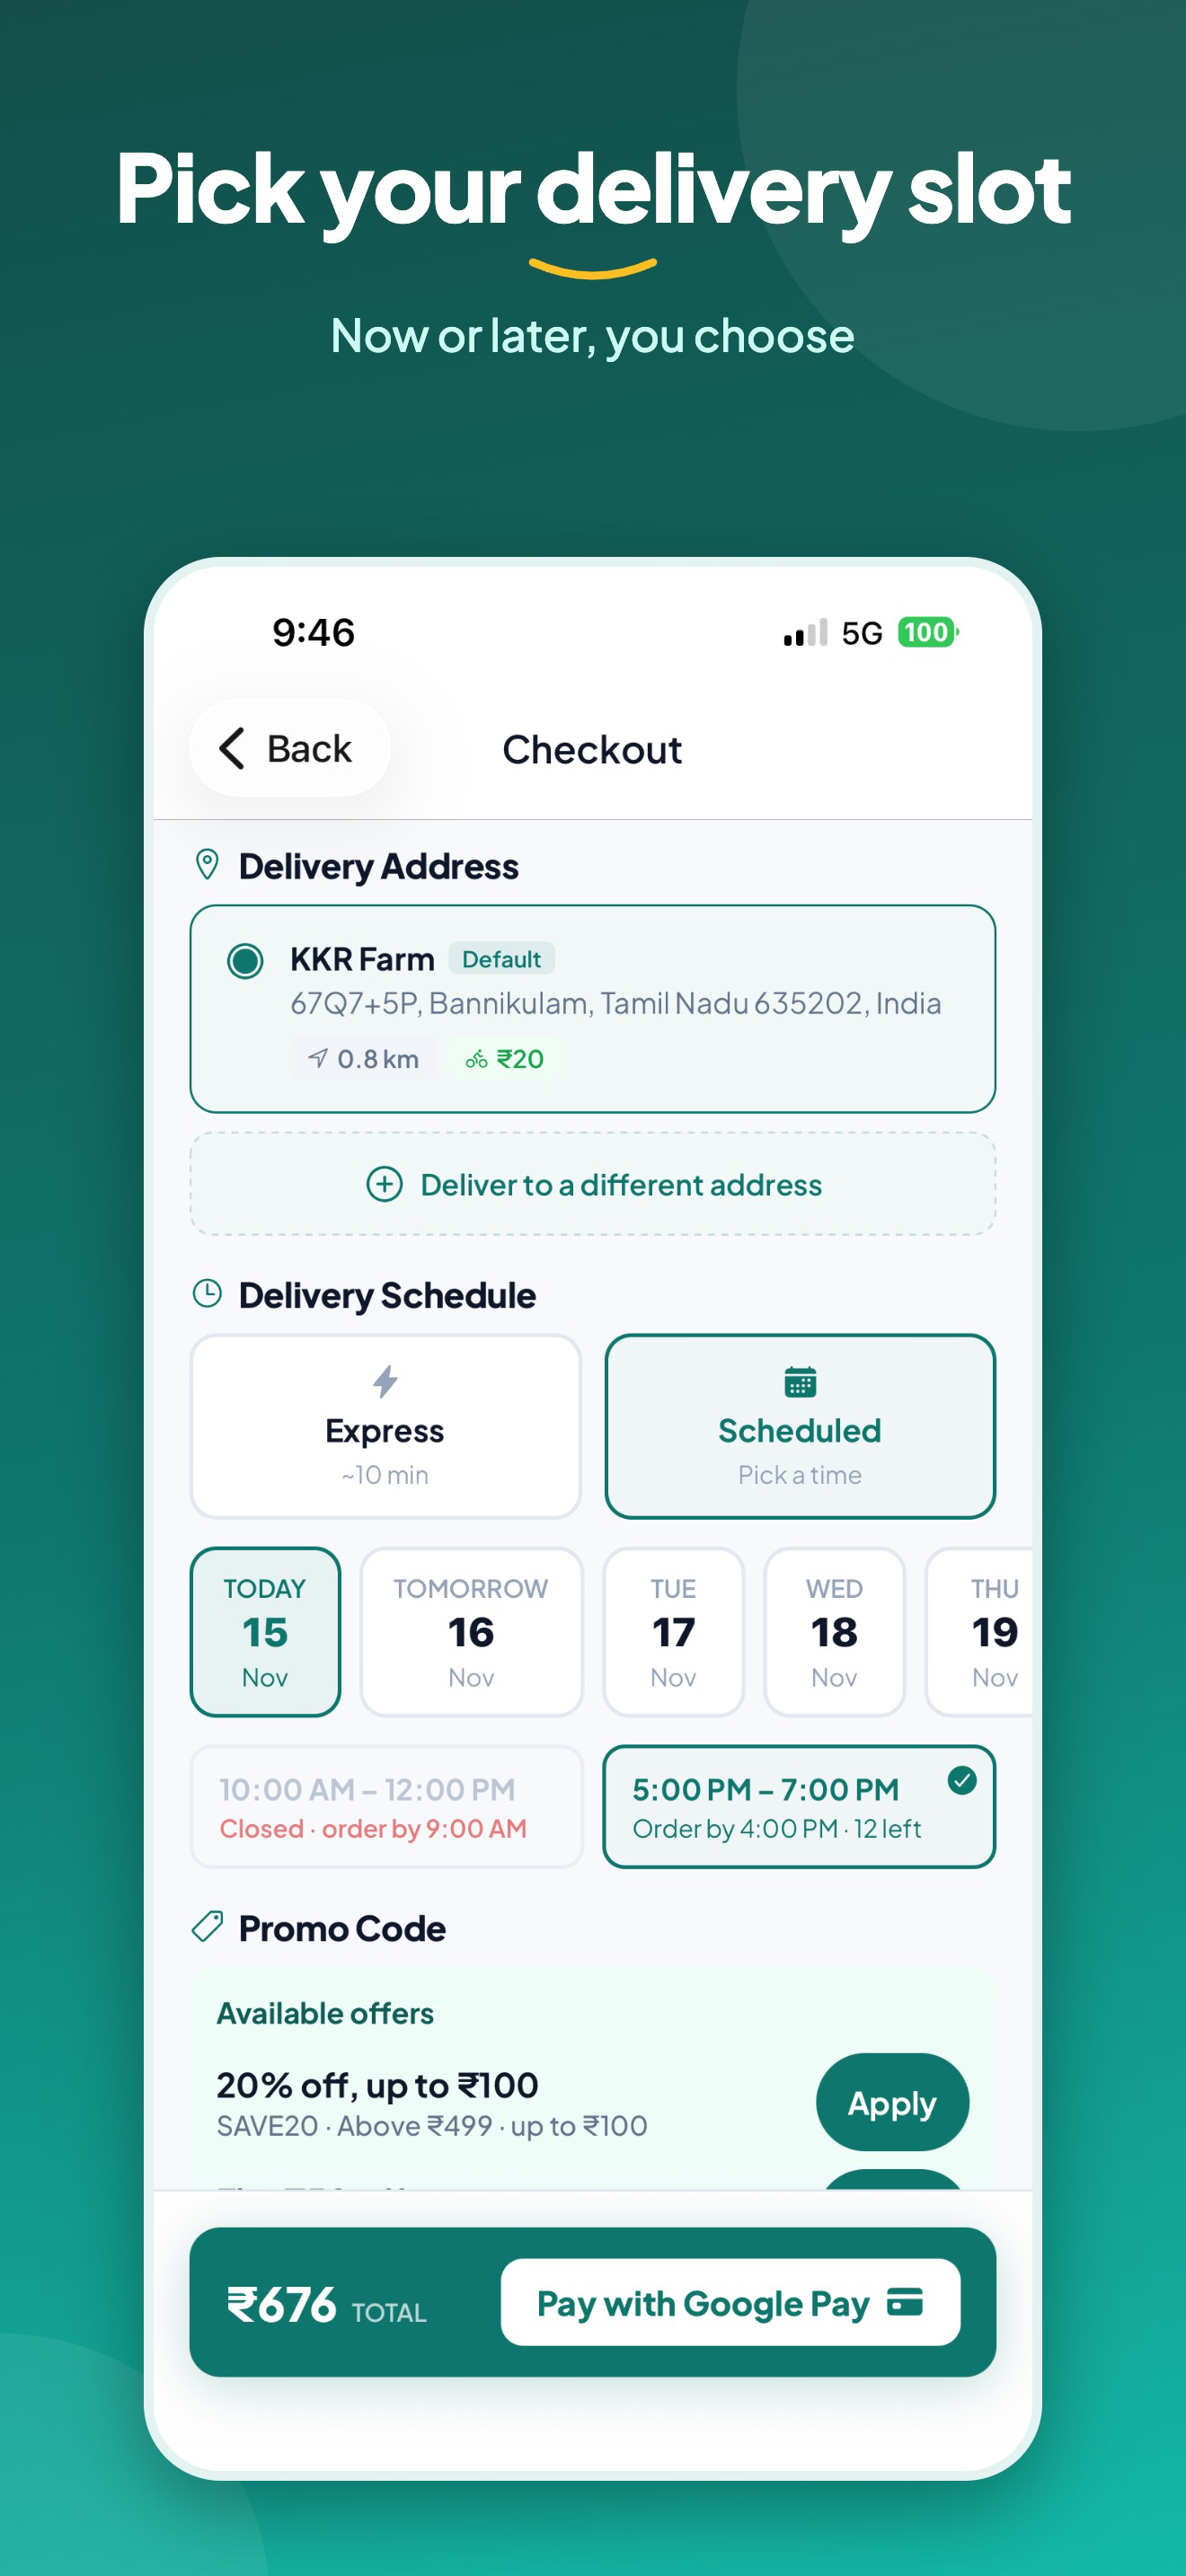 Pick your delivery slot
Now or later, you choose
9:46
5G 100
Back
Checkout
Delivery Address
KKR Farm Default
67Q7+5P, Bannikulam, Tamil Nadu 635202, India
0.8 km ₹20
Deliver to a different address
Delivery Schedule
Express
~10 min
Scheduled
Pick a time
TODAY
15
Nov
TOMORROW
16
Nov
TUE
17
Nov
WED
18
Nov
THU
19
Nov
10:00 AM – 12:00 PM
Closed · order by 9:00 AM
5:00 PM – 7:00 PM
Order by 4:00 PM · 12 left
Promo Code
Available offers
20% off, up to ₹100
SAVE20 · Above ₹499 · up to ₹100
Apply
₹676 TOTAL
Pay with Google Pay